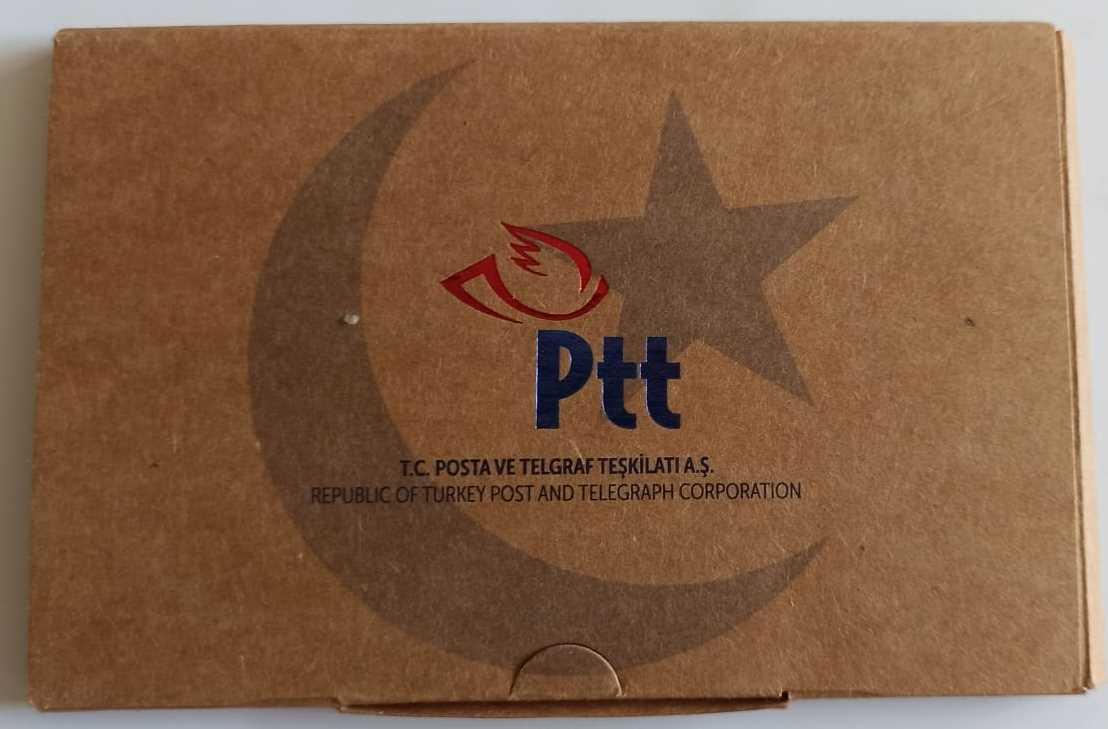 Ptt
T.C. POSTA VE TELGRAF TEŞKİLATI A.Ş.
REPUBLIC OF TURKEY POST AND TELEGRAPH CORPORATION